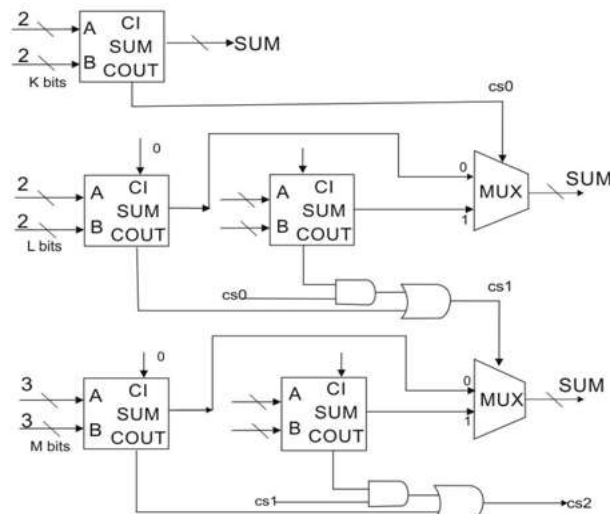 2 A CI
SUM SUM
2 B COUT
K bits
cs0
0
2 A CI A CI 0 MUX SUM
SUM SUM
2 B COUT B COUT 1
L bits
cs0 cs1
0
3 A CI A CI 0 MUX SUM
SUM SUM
3 B COUT B COUT 1
M bits
cs1 cs2